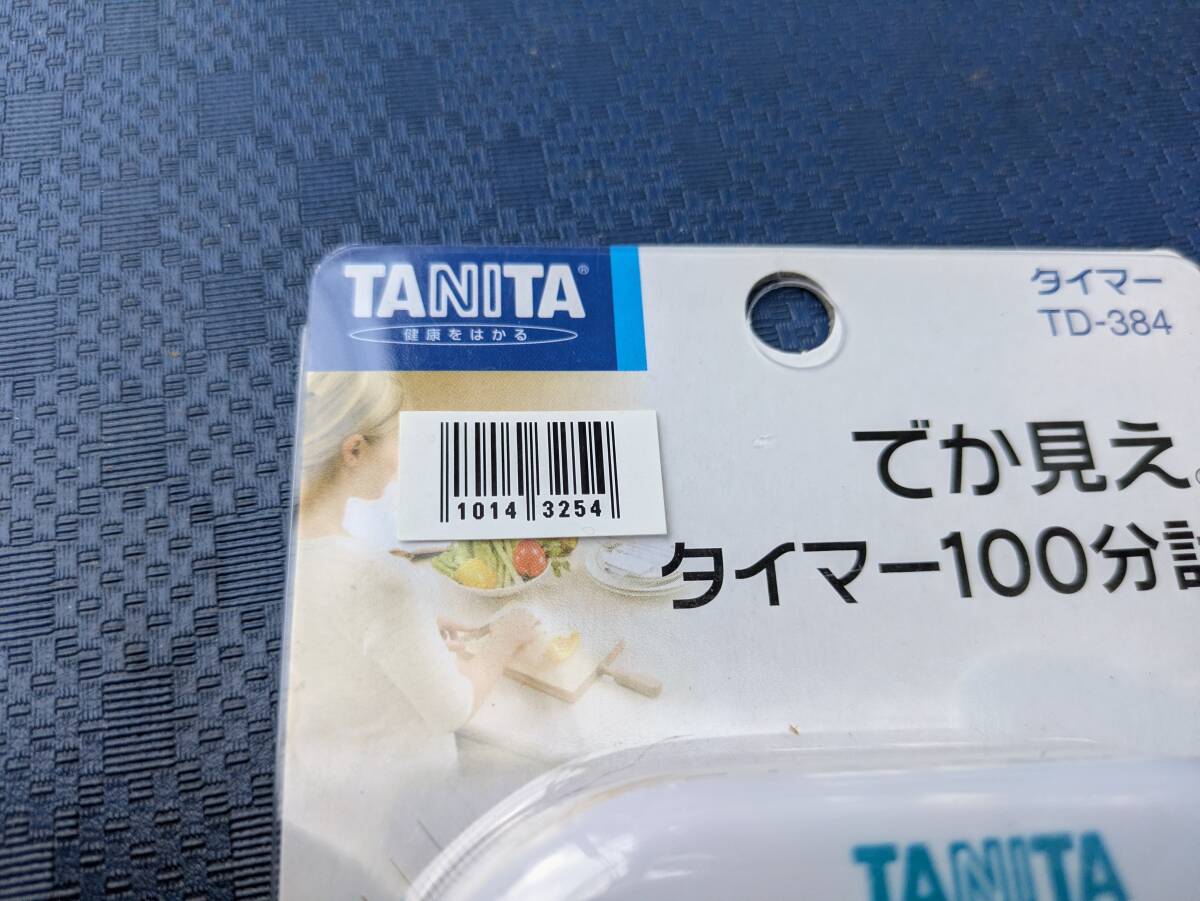 TANITA®
健康をはかる
タイマー
TD-384
1014 3254
でか見え。
タイマー100分計
TANITA